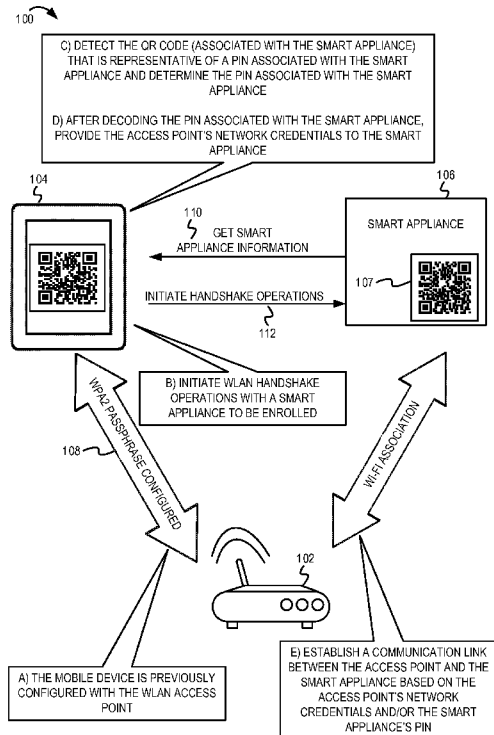 100
C) DETECT THE QR CODE (ASSOCIATED WITH THE SMART APPLIANCE)
THAT IS REPRESENTATIVE OF A PIN ASSOCIATED WITH THE SMART
APPLIANCE AND DETERMINE THE PIN ASSOCIATED WITH THE SMART
APPLIANCE
D) AFTER DECODING THE PIN ASSOCIATED WITH THE SMART APPLIANCE,
PROVIDE THE ACCESS POINT'S NETWORK CREDENTIALS TO THE SMART
APPLIANCE
104
106
110
GET SMART
APPLIANCE INFORMATION
SMART APPLIANCE
107
INITIATE HANDSHAKE OPERATIONS
112
B) INITIATE WLAN HANDSHAKE
OPERATIONS WITH A SMART
APPLIANCE TO BE ENROLLED
WPA2 PASSPHRASE CONFIGURED
108
WI-FI ASSOCIATION
102
A) THE MOBILE DEVICE IS PREVIOUSLY
CONFIGURED WITH THE WLAN ACCESS
POINT
E) ESTABLISH A COMMUNICATION LINK
BETWEEN THE ACCESS POINT AND THE
SMART APPLIANCE BASED ON THE
ACCESS POINT'S NETWORK
CREDENTIALS AND/OR THE SMART
APPLIANCE'S PIN